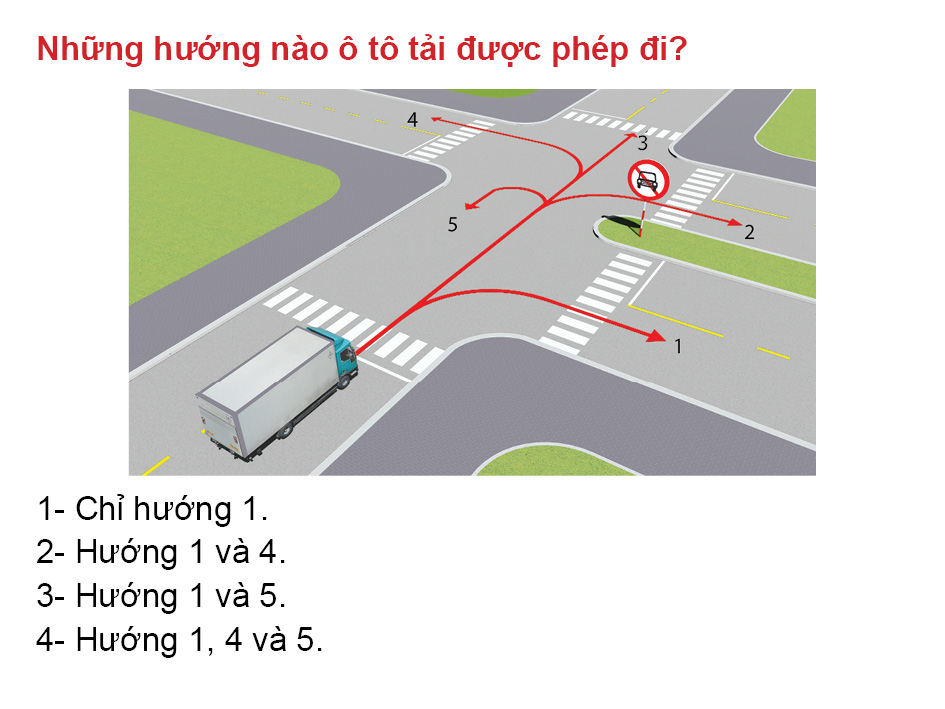 Những hướng nào ô tô tải được phép đi?
4
3
5
2
1
1- Chỉ hướng 1.
2- Hướng 1 và 4.
3- Hướng 1 và 5.
4- Hướng 1, 4 và 5.